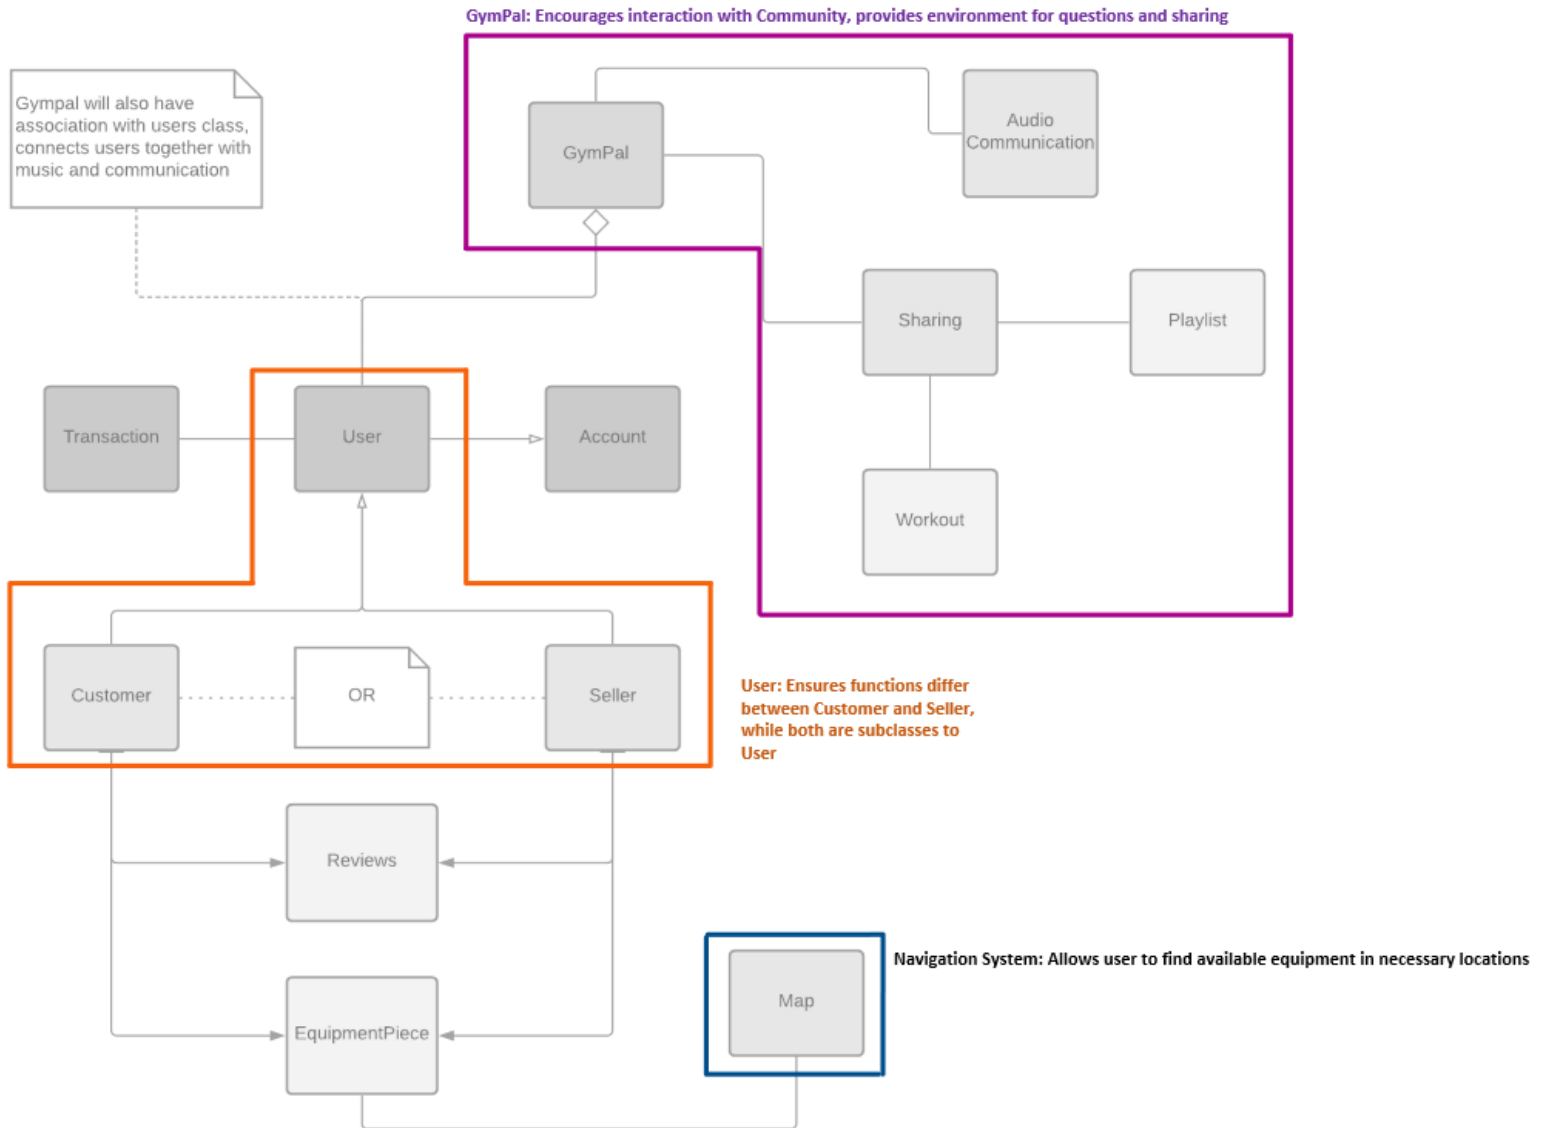 GymPal: Encourages interaction with Community, provides environment for questions and sharing
Gympal will also have
association with users class,
connects users together with
music and communication
GymPal
Audio
Communication
Sharing
Playlist
Transaction
User
Account
Workout
Customer
OR
Seller
User: Ensures functions differ
between Customer and Seller,
while both are subclasses to
User
Reviews
Navigation System: Allows user to find available equipment in necessary locations
Map
EquipmentPiece